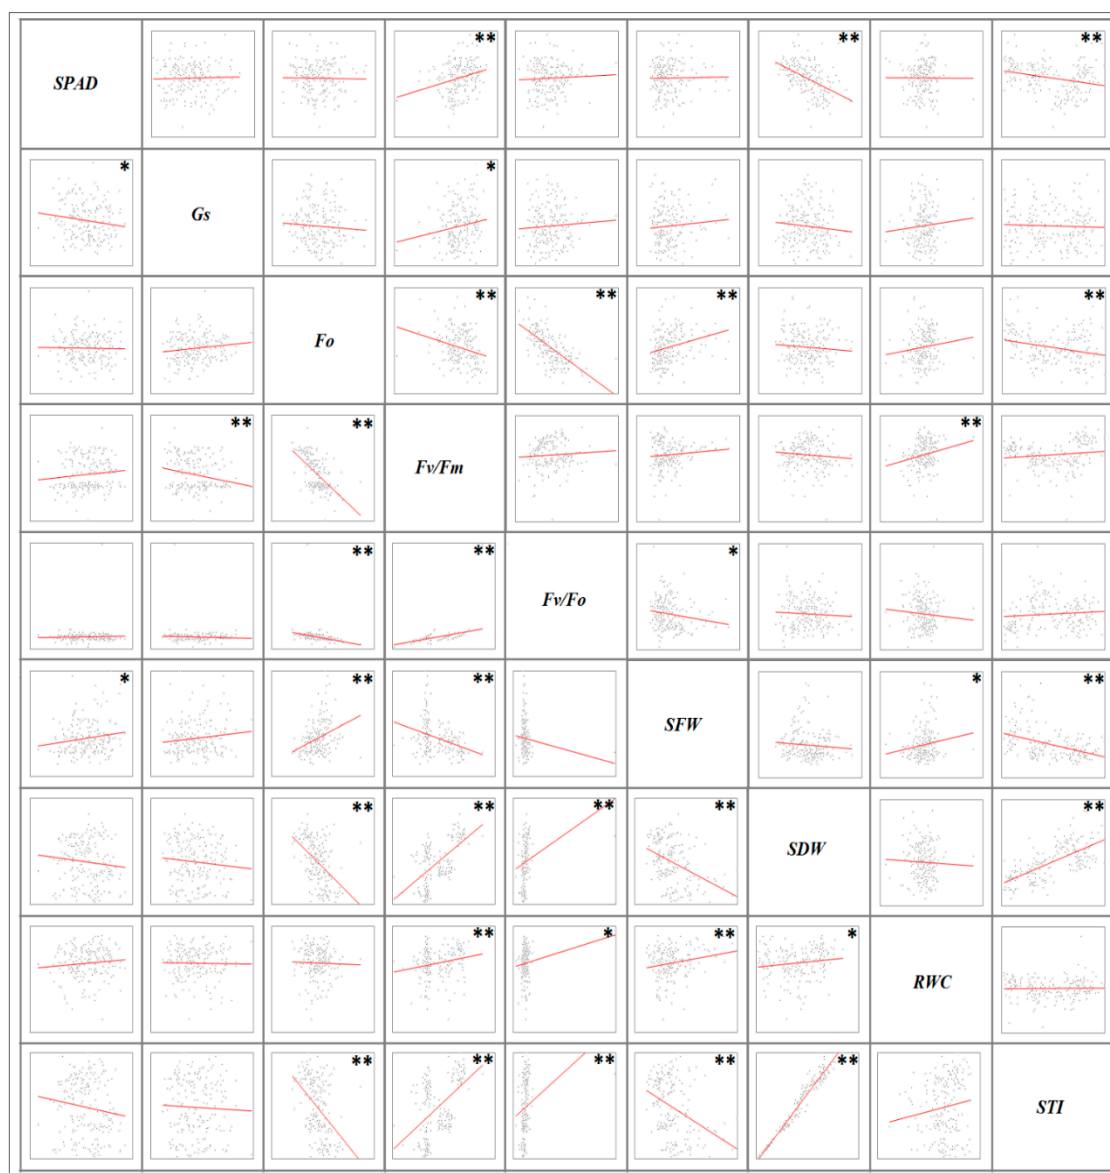 SPAD ** ** **
* Gs *
Fo ** ** ** **
** ** Fv/Fm **
** ** Fv/Fo *
* ** ** SFW * **
** ** ** ** SDW **
** * ** * RWC
** ** ** ** ** STI